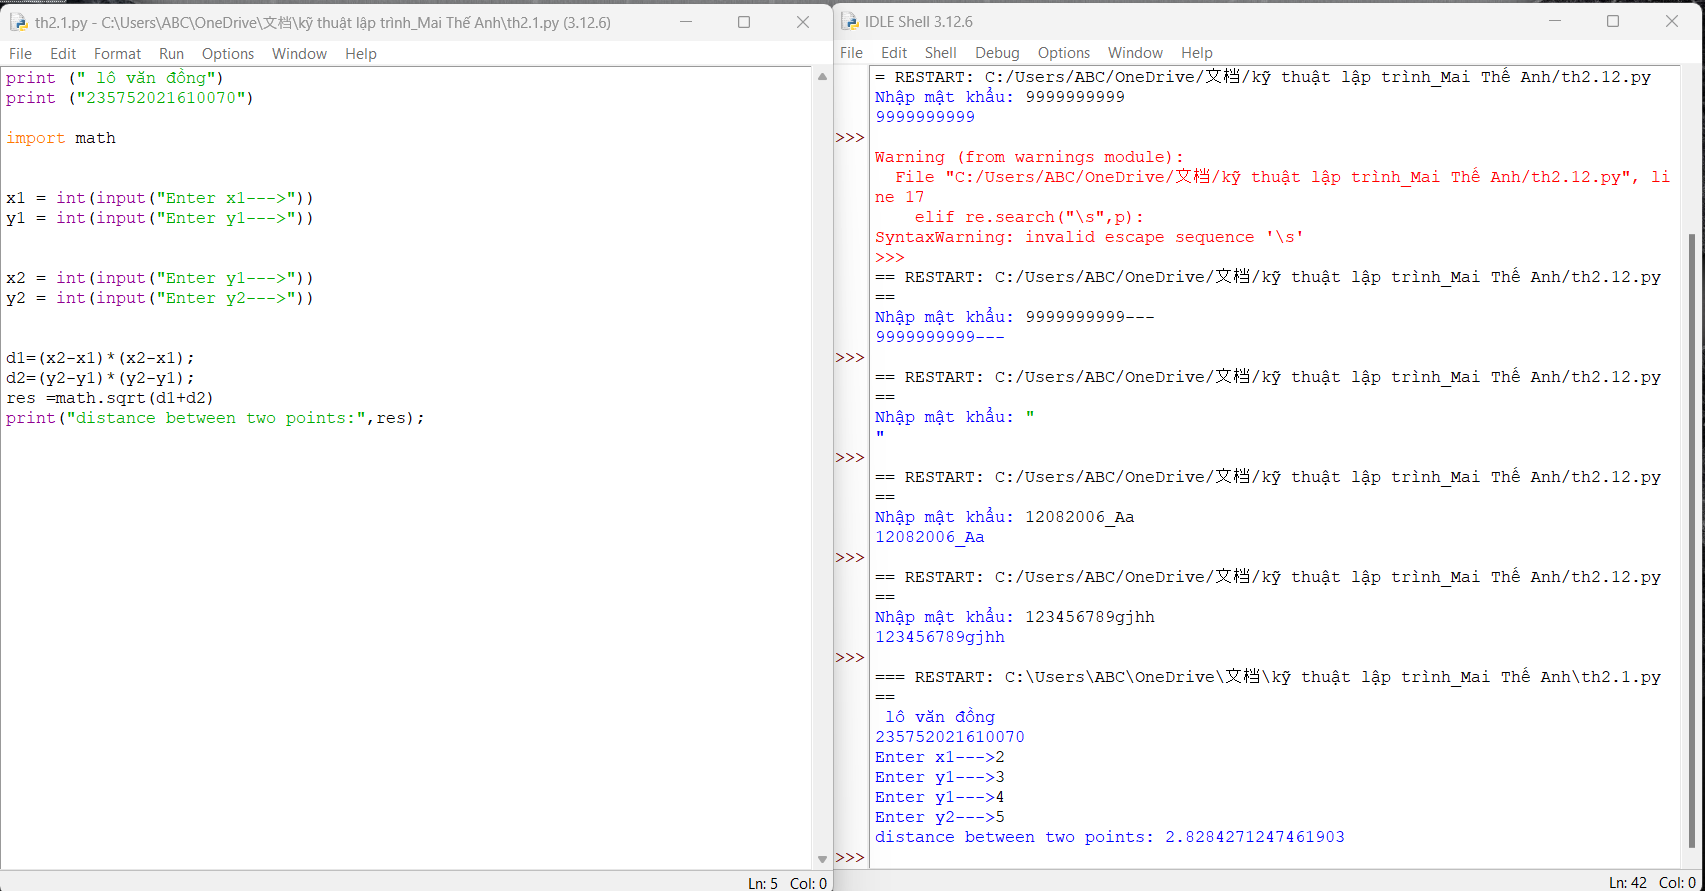 th2.1.py - C:\Users\ABC\OneDrive\文档\kỹ thuật lập trình_Mai Thế Anh\th2.1.py (3.12.6)
File Edit Format Run Options Window Help
print (" lô văn đồng")
print ("235752021610070")
import math
x1 = int(input("Enter x1--->"))
y1 = int(input("Enter y1--->"))
x2 = int(input("Enter y1--->"))
y2 = int(input("Enter y2--->"))
d1=(x2-x1)*(x2-x1);
d2=(y2-y1)*(y2-y1);
res =math.sqrt(d1+d2)
print("distance between two points:",res);
Ln: 5 Col: 0
IDLE Shell 3.12.6
File Edit Shell Debug Options Window Help
= RESTART: C:/Users/ABC/OneDrive/文档/kỹ thuật lập trình_Mai Thế Anh/th2.12.py
Nhập mật khẩu: 9999999999
9999999999
>>>
Warning (from warnings module):
File "C:/Users/ABC/OneDrive/文档/kỹ thuật lập trình_Mai Thế Anh/th2.12.py", li
ne 17
elif re.search("\s",p):
SyntaxWarning: invalid escape sequence '\s'
>>>
== RESTART: C:/Users/ABC/OneDrive/文档/kỹ thuật lập trình_Mai Thế Anh/th2.12.py
==
Nhập mật khẩu: 9999999999---
9999999999---
>>>
== RESTART: C:/Users/ABC/OneDrive/文档/kỹ thuật lập trình_Mai Thế Anh/th2.12.py
==
Nhập mật khẩu: "
"
>>>
== RESTART: C:/Users/ABC/OneDrive/文档/kỹ thuật lập trình_Mai Thế Anh/th2.12.py
==
Nhập mật khẩu: 12082006_Aa
12082006_Aa
>>>
== RESTART: C:/Users/ABC/OneDrive/文档/kỹ thuật lập trình_Mai Thế Anh/th2.12.py
==
Nhập mật khẩu: 123456789gjhh
123456789gjhh
>>>
=== RESTART: C:\Users\ABC\OneDrive\文档\kỹ thuật lập trình_Mai Thế Anh\th2.1.py
==
lô văn đồng
235752021610070
Enter x1--->2
Enter y1--->3
Enter y1--->4
Enter y2--->5
distance between two points: 2.8284271247461903
>>>
Ln: 42 Col: 0